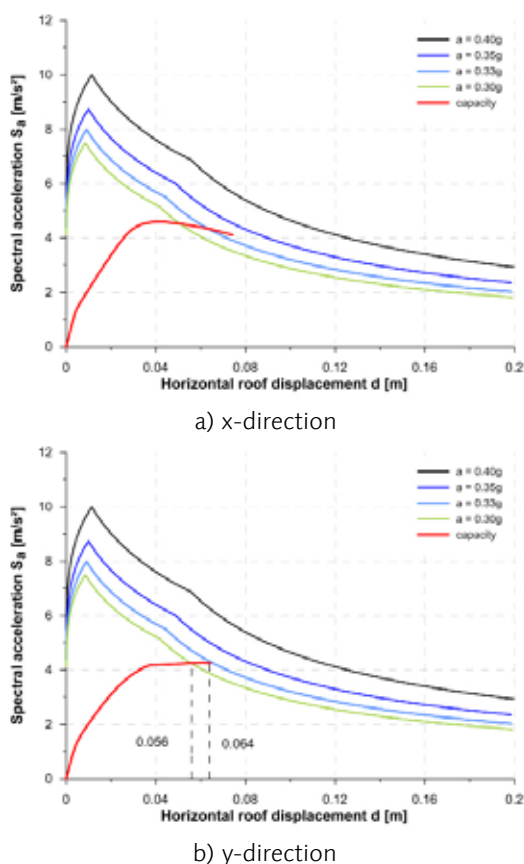 12
10
8
6
4
2
0
Spectral acceleration Sa [m/s²]
a = 0.40g
a = 0.35g
a = 0.33g
a = 0.30g
capacity
0 0.04 0.08 0.12 0.16 0.2
Horizontal roof displacement d [m]
a) x-direction
12
10
8
6
4
2
0
Spectral acceleration Sa [m/s²]
a = 0.40g
a = 0.35g
a = 0.33g
a = 0.30g
capacity
0.056 0.064
0 0.04 0.08 0.12 0.16 0.2
Horizontal roof displacement d [m]
b) y-direction